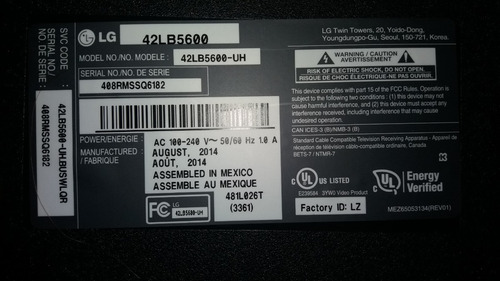 SVC CODE :
42LB5600-UH.BUSWLQR
SERIAL NO /
NO DE SERIE :
408RMSSQ6182
LG
42LB5600
MODEL NO./NO. MODELE : 42LB5600-UH
SERIAL NO./NO. DE SERIE
408RMSSQ6182
POWER/ENERGIE : AC 100-240 V~ 50/60 Hz 1.0 A
MANUFACTURED : AUGUST, 2014
/ FABRIQUE AOÛT, 2014
ASSEMBLED IN MEXICO
ASSEMBLE AU MEXIQUE
FC LG
42LB5600-UH
481L026T
(3361)
LG Twin Towers, 20, Yoido-Dong,
Youngdungpo-Gu, Seoul, 150-721, Korea.
WARNING / CAUTION
AVERTISSEMENT
RISK OF ELECTRIC SHOCK, DO NOT OPEN.
RISQUE DE CHOC ÉLECTRIQUE-NE PAS OUVRIR.
This device complies with part 15 of the FCC Rules. Operation is
subject to the following two conditions : (1) this device may not
cause harmful interference, and (2) this device must accept any
interference received, including interference that may cause
undesired operation.
CAN ICES-3 (B)/NMB-3 (B)
Standard Cable Compatible Television Receiving Apparatus - Appareil
de réception de télévision câble compatible ordinaire, Canada
BETS-7 / NTMR-7
UL
US LISTED
E239584 3YW0 Video Product
UL
Energy
Verified
Factory ID: LZ
MEZ65053134(REV01)